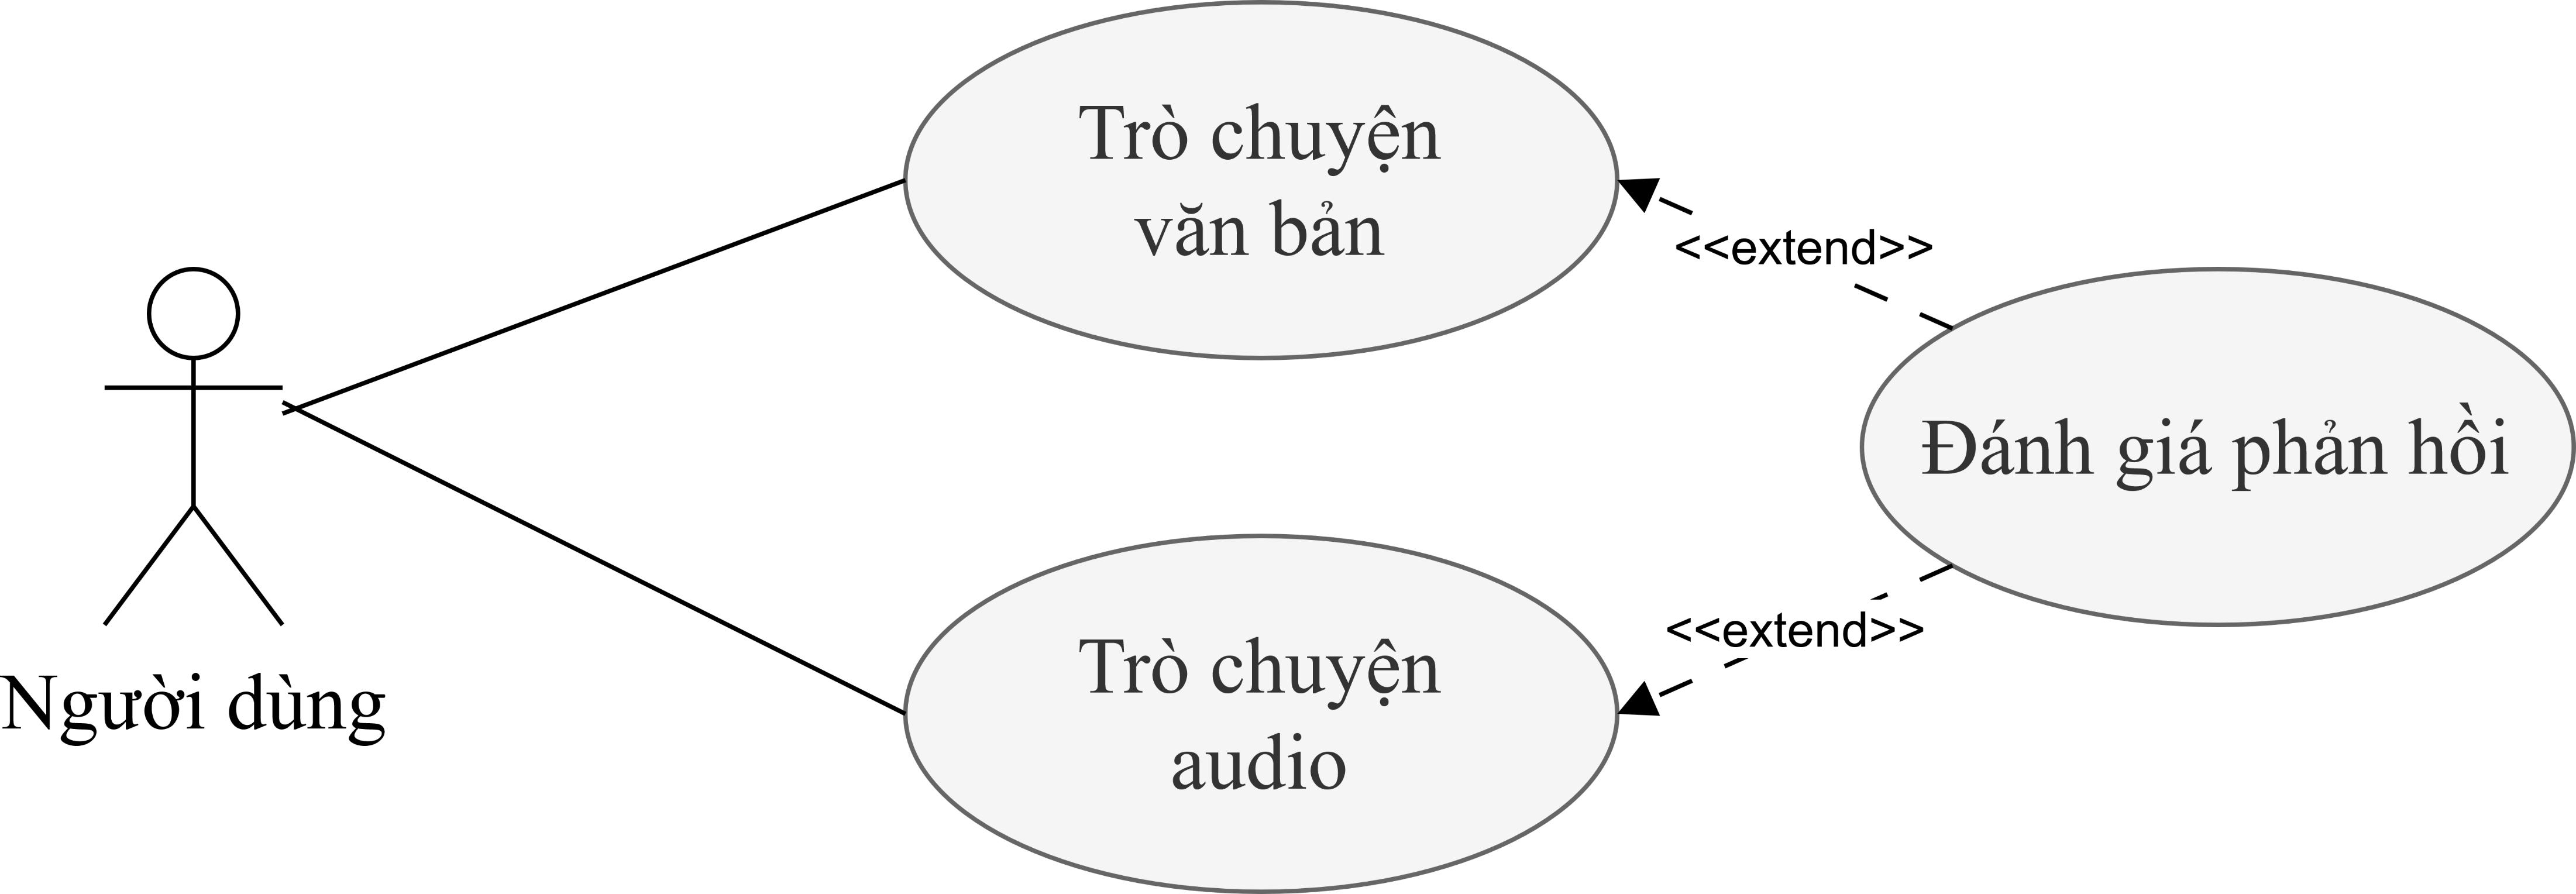 Trò chuyện
văn bản
<<extend>>
Đánh giá phản hồi
<<extend>>
Trò chuyện
audio
Người dùng